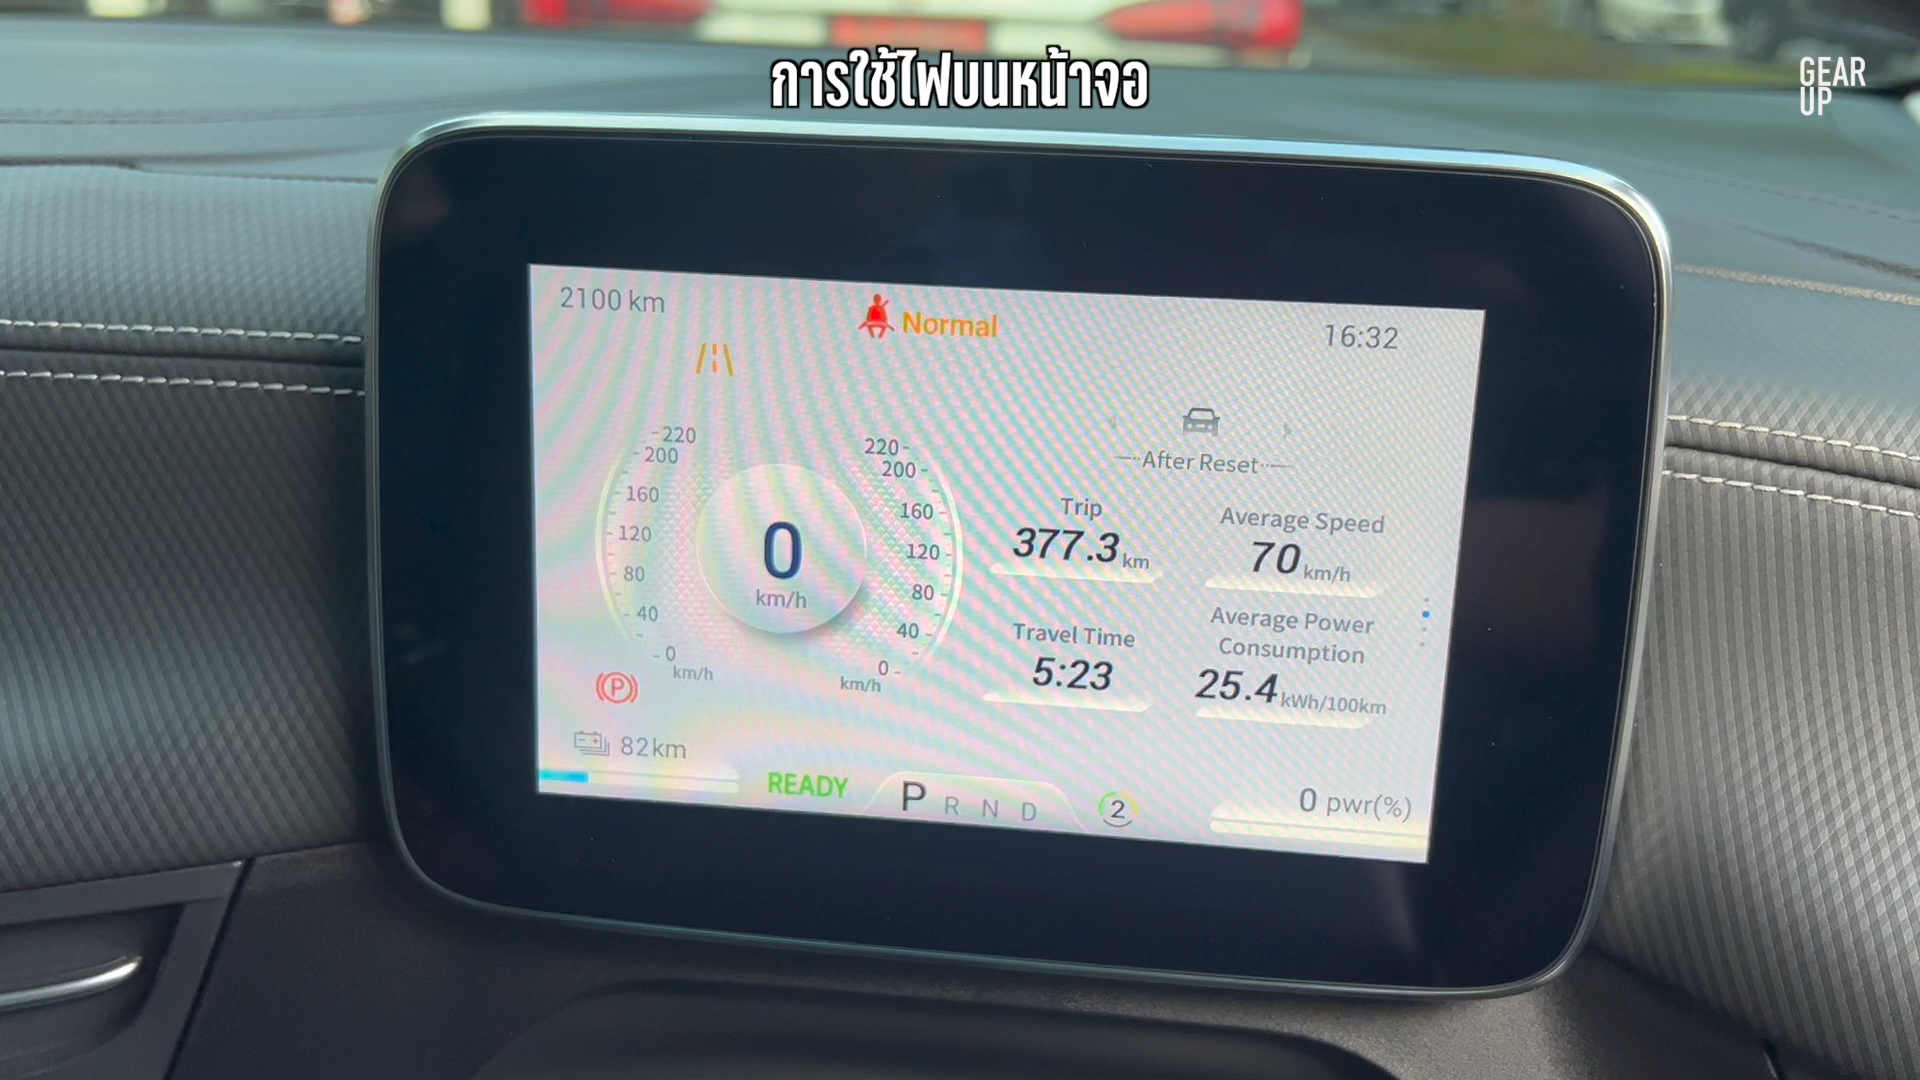 การใช้ไฟบนหน้าจอ
GEAR
UP
2100 km
Normal
16:32
After Reset
220
200
160
120
80
40
0
km/h
0
km/h
220
200
160
120
80
40
0
km/h
Trip
377.3 km
Average Speed
70 km/h
Travel Time
5:23
Average Power
Consumption
25.4 kWh/100km
P
82km
READY
P R N D
2
0 pwr(%)